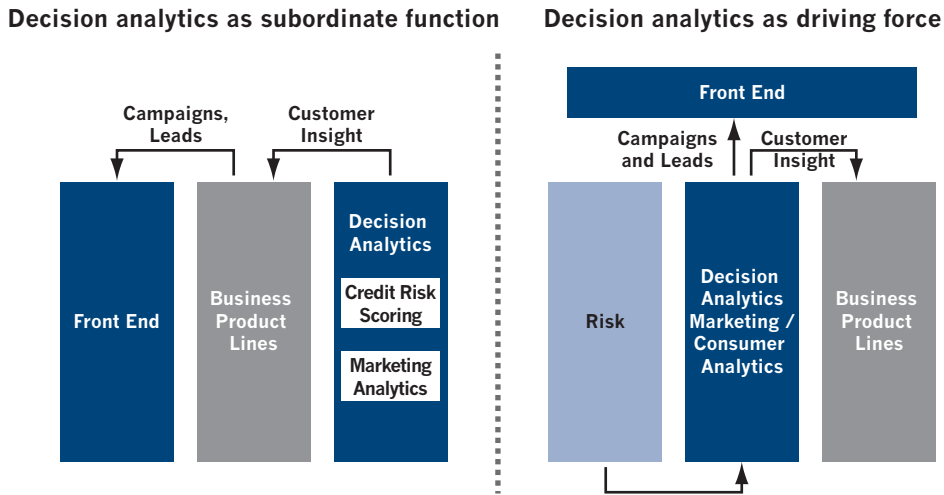 Decision analytics as subordinate function
Campaigns,
Leads
Customer
Insight
Front End
Business
Product
Lines
Decision
Analytics
Credit Risk
Scoring
Marketing
Analytics
Decision analytics as driving force
Front End
Campaigns
and Leads
Customer
Insight
Risk
Decision
Analytics
Marketing /
Consumer
Analytics
Business
Product
Lines